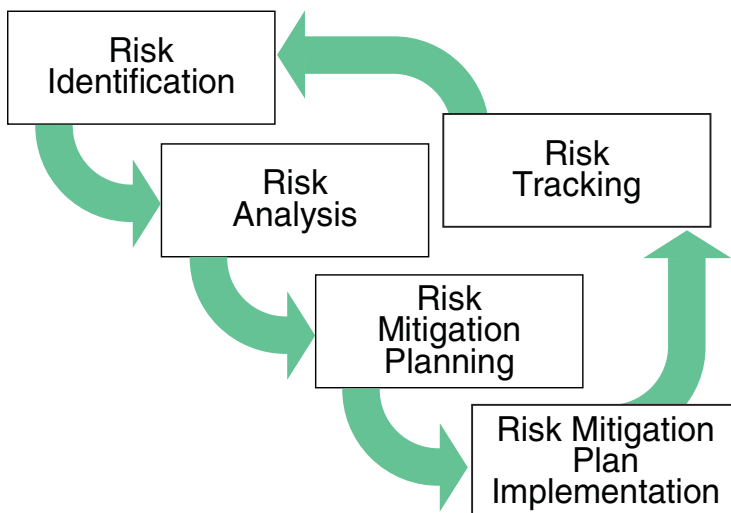 Risk
Identification
Risk
Tracking
Risk
Analysis
Risk
Mitigation
Planning
Risk Mitigation
Plan
Implementation